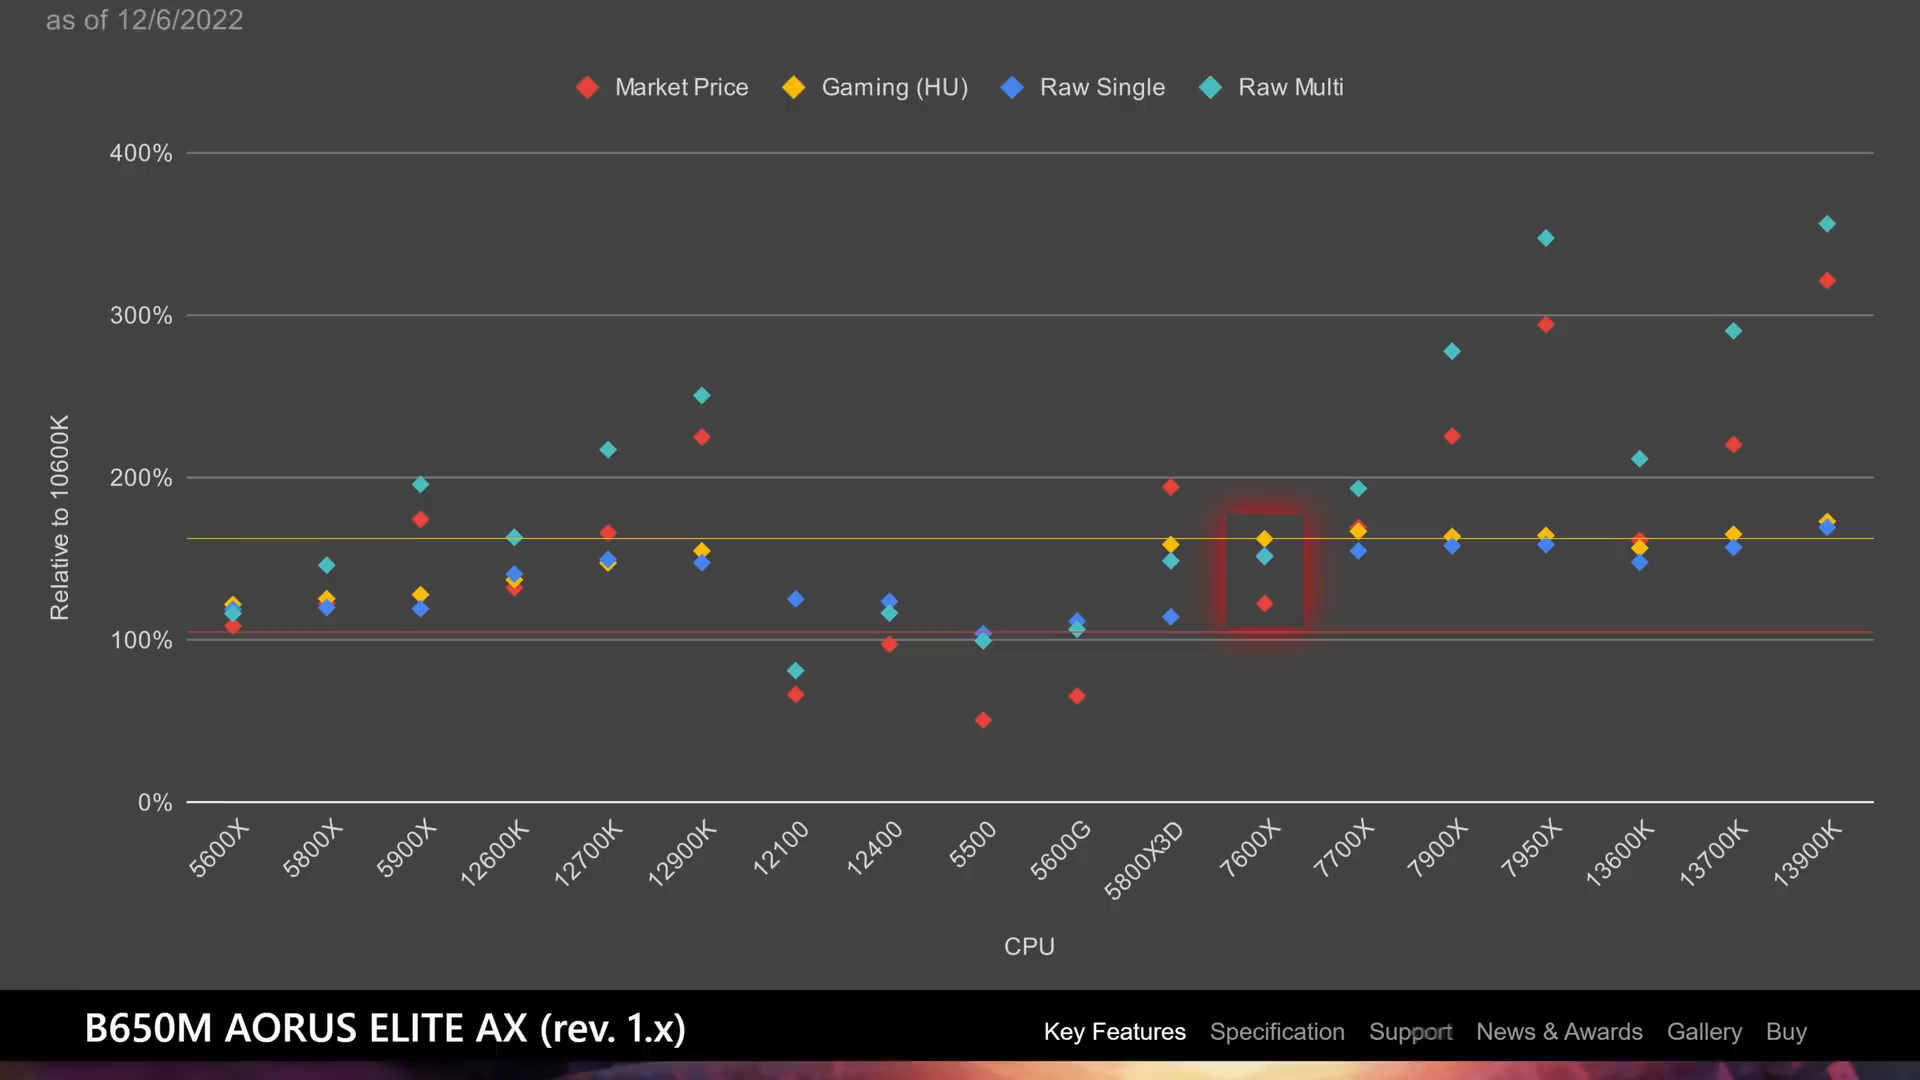 as of 12/6/2022
Market Price
Gaming (HU)
Raw Single
Raw Multi
400%
300%
200%
100%
0%
Relative to 10600K
5600X
5800X
5900X
12600K
12700K
12900K
12100
12400
5500
5600G
5800X3D
7600X
7700X
7900X
7950X
13600K
13700K
13900K
CPU
B650M AORUS ELITE AX (rev. 1.x)
Key Features Specification Support News & Awards Gallery Buy